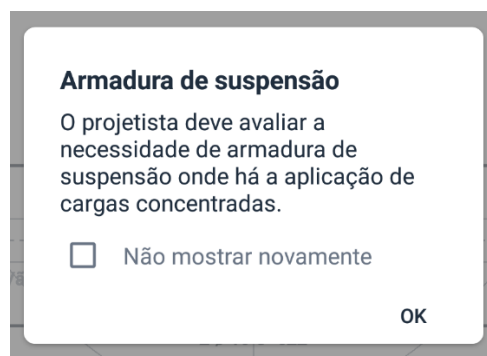 Armadura de suspensão
O projetista deve avaliar a
necessidade de armadura de
suspensão onde há a aplicação de
cargas concentradas.
Não mostrar novamente
OK